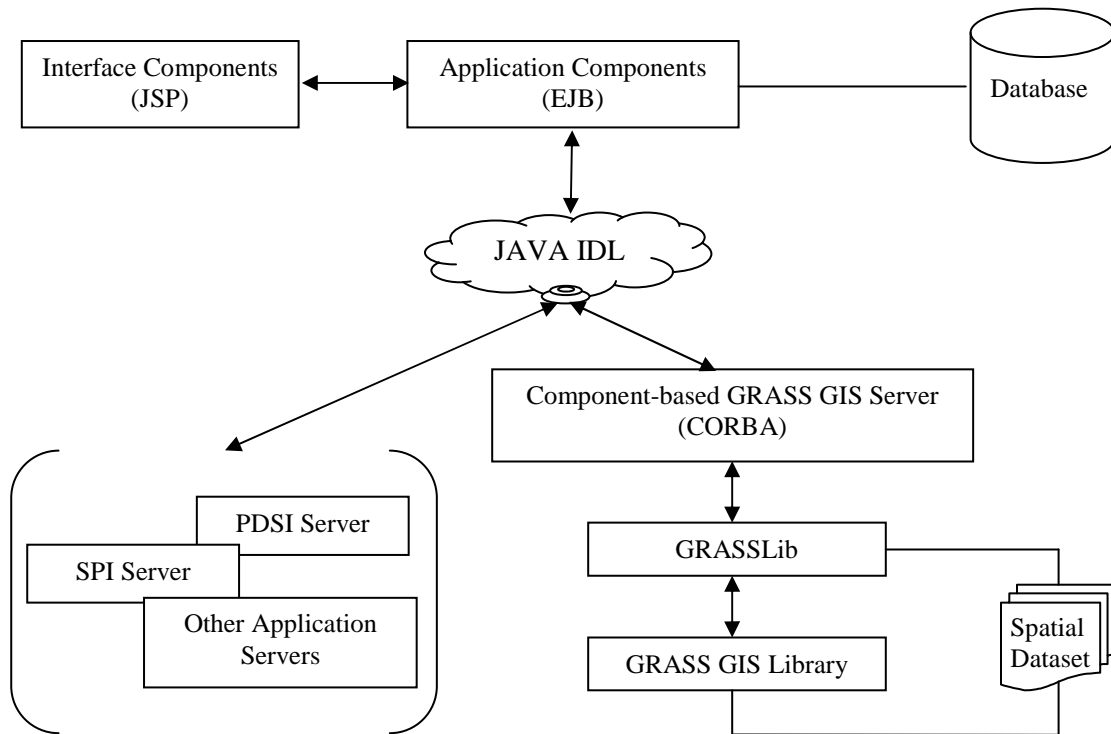 Interface Components
(JSP)
Application Components
(EJB)
Database
JAVA IDL
Component-based GRASS GIS Server
(CORBA)
PDSI Server
SPI Server
Other Application
Servers
GRASSLib
GRASS GIS Library
Spatial
Dataset